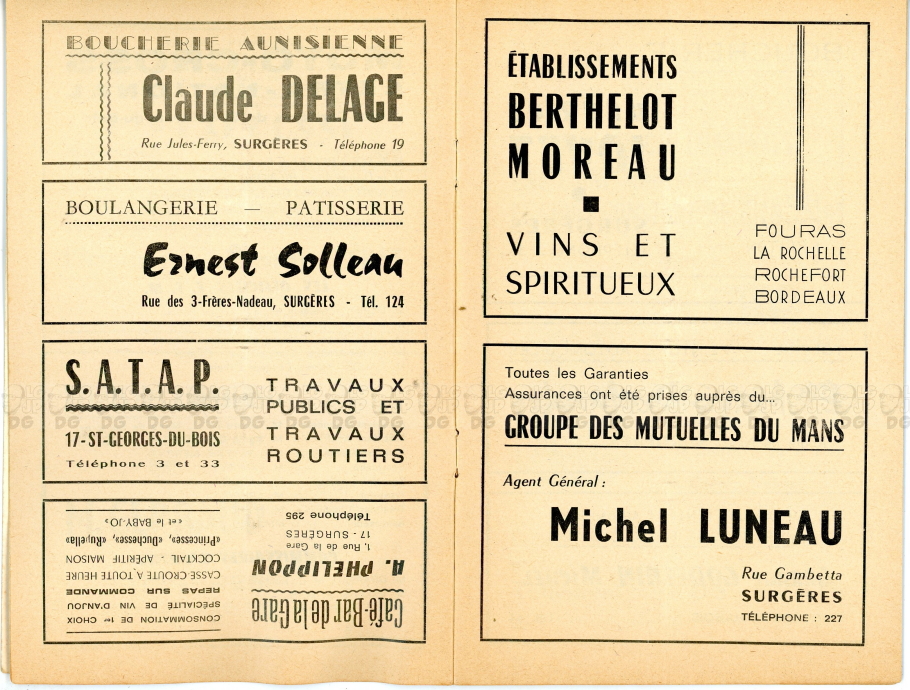 BOUCHERIE AUNISIENNE
Claude DELAGE
Rue Jules-Ferry, SURGÈRES - Téléphone 19
BOULANGERIE — PATISSERIE
Ernest Solleau
Rue des 3-Frères-Nadeau, SURGÈRES - Tél. 124
S.A.T.A.P.
17-ST-GEORGES-DU-BOIS
Téléphone 3 et 33
TRAVAUX
PUBLICS ET
TRAVAUX
ROUTIERS
Café-Bar de la Gare
A. PHELIPPON
1, Rue de la Gare
17 - SURGÈRES
Téléphone 295
CONSOMMATION DE 1er CHOIX
SPÉCIALITÉ DE VIN D'ANJOU
REPAS SUR COMMANDE
CASSE CROUTE A TOUTE HEURE
COCKTAIL - APÉRITIF MAISON
«Princesses», «Duchesses», «Rupella»
«et le BABY-JO»
ÉTABLISSEMENTS
BERTHELOT
MOREAU
VINS ET
SPIRITUEUX
FOURAS
LA ROCHELLE
ROCHEFORT
BORDEAUX
Toutes les Garanties
Assurances ont été prises auprès du...
GROUPE DES MUTUELLES DU MANS
Agent Général :
Michel LUNEAU
Rue Gambetta
SURGÈRES
TÉLÉPHONE : 227